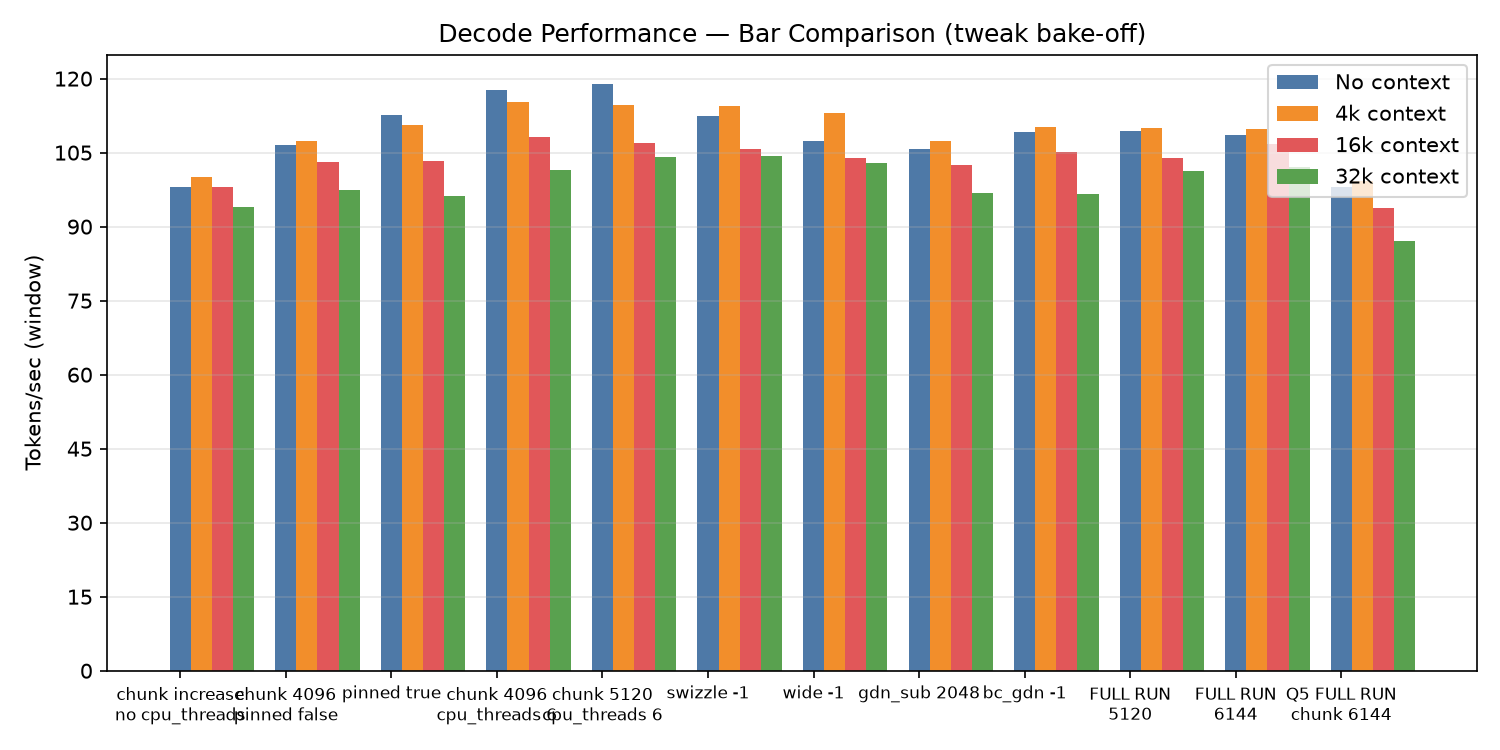 Decode Performance — Bar Comparison (tweak bake-off)
No context
4k context
16k context
32k context
Tokens/sec (window)
120
105
90
75
60
45
30
15
0
chunk increase
no cpu_threads
chunk 4096
pinned false
pinned true
chunk 4096
cpu_threads 6
chunk 5120
cpu_threads 6
swizzle -1
wide -1
gdn_sub 2048
bc_gdn -1
FULL RUN
5120
FULL RUN
6144
Q5 FULL RUN
chunk 6144